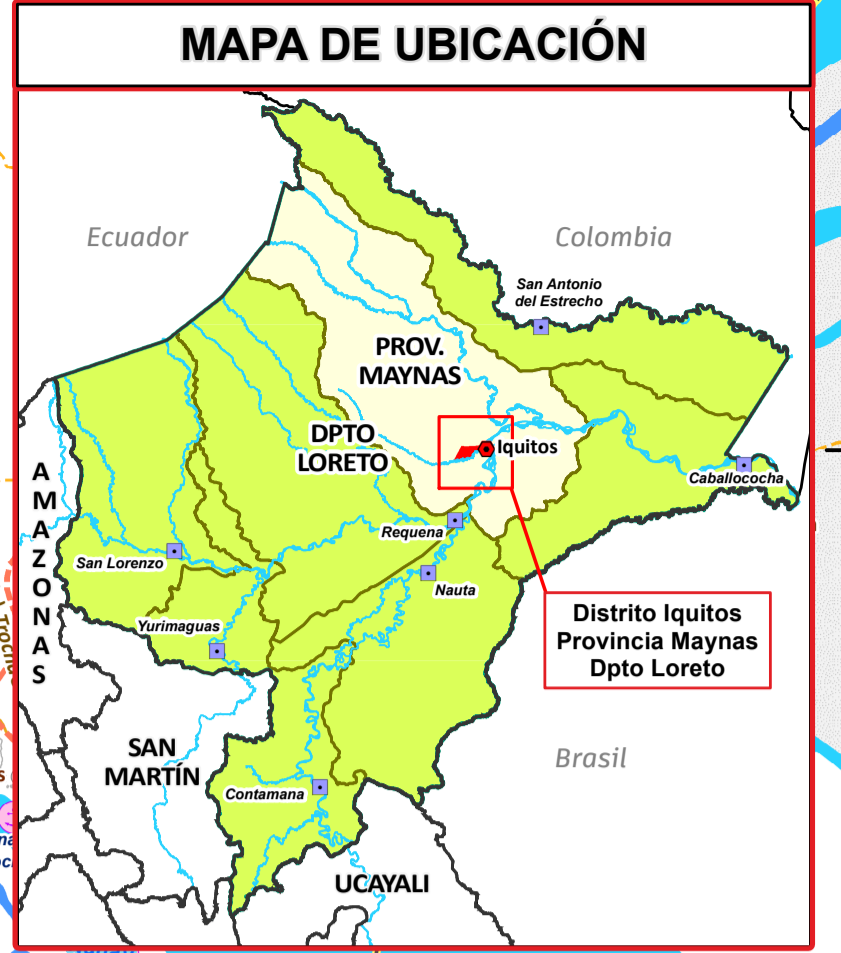 MAPA DE UBICACIÓN
Ecuador
Colombia
San Antonio
del Estrecho
PROV.
MAYNAS
DPTO
LORETO
Iquitos
Caballococha
AMAZONAS
Requena
San Lorenzo
Nauta
Yurimaguas
Distrito Iquitos
Provincia Maynas
Dpto Loreto
SAN
MARTÍN
Brasil
Contamana
UCAYALI